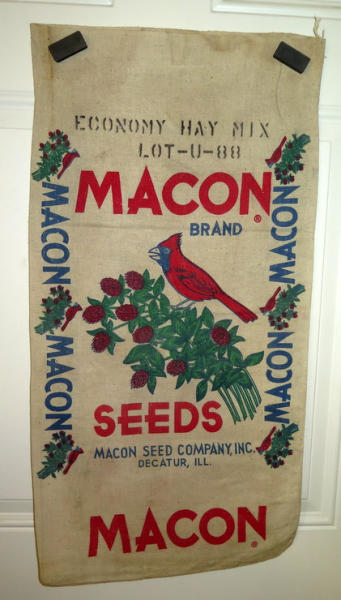 ECONOMY HAY MIX
LOT-U-88
MACON®
BRAND
MACON
MACON
MACON
MACON
SEEDS
MACON SEED COMPANY, INC.
DECATUR, ILL.
MACON®